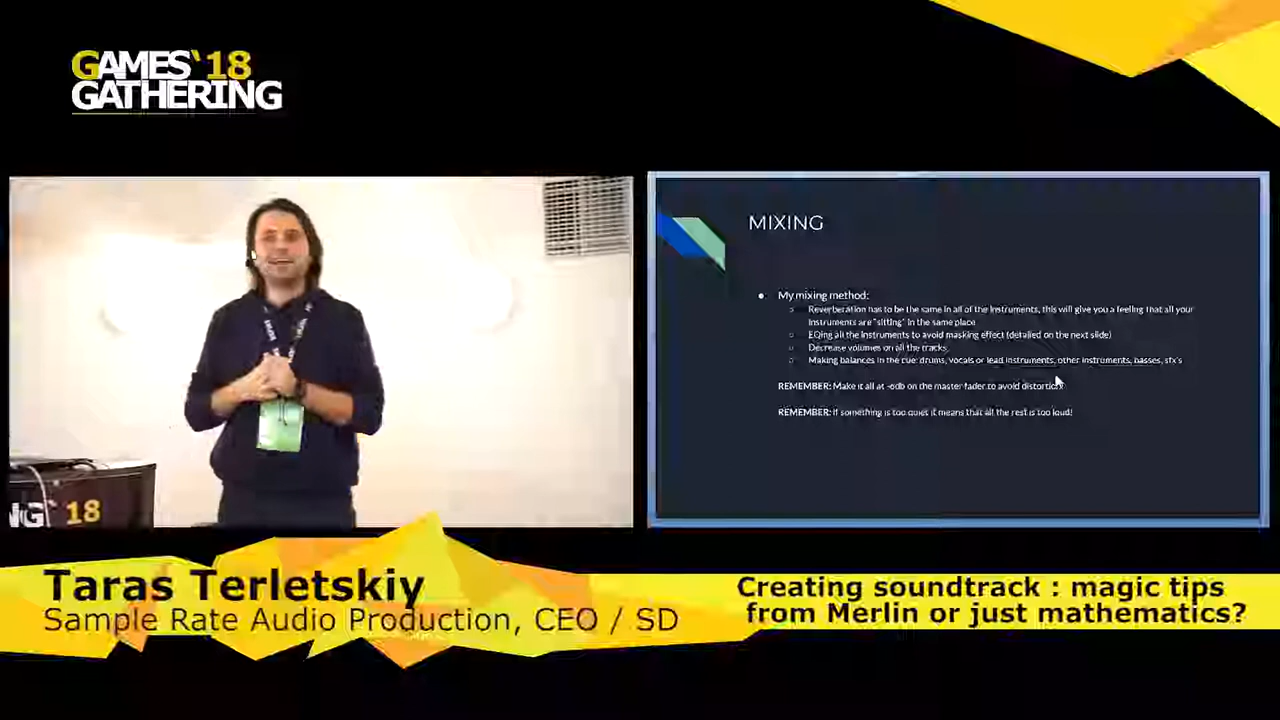 GAMES`18
GATHERING
MIXING
My mixing method:
Reverberation has to be the same in all of the instruments, this will give you a feeling that all your
instruments are "sitting" in the same place
EQing all the instruments to avoid masking effect (detailed on the next slide)
Decrease volumes on all the tracks
Making balances in the cue: drums, vocals or lead instruments, other instruments, basses, sfx's
REMEMBER: Make it all at -6db on the master fader to avoid distortion!
REMEMBER: If something is too quiet it means that all the rest is too loud!
NG` 18
Taras Terletskiy
Sample Rate Audio Production, CEO / SD
Creating soundtrack : magic tips
from Merlin or just mathematics?